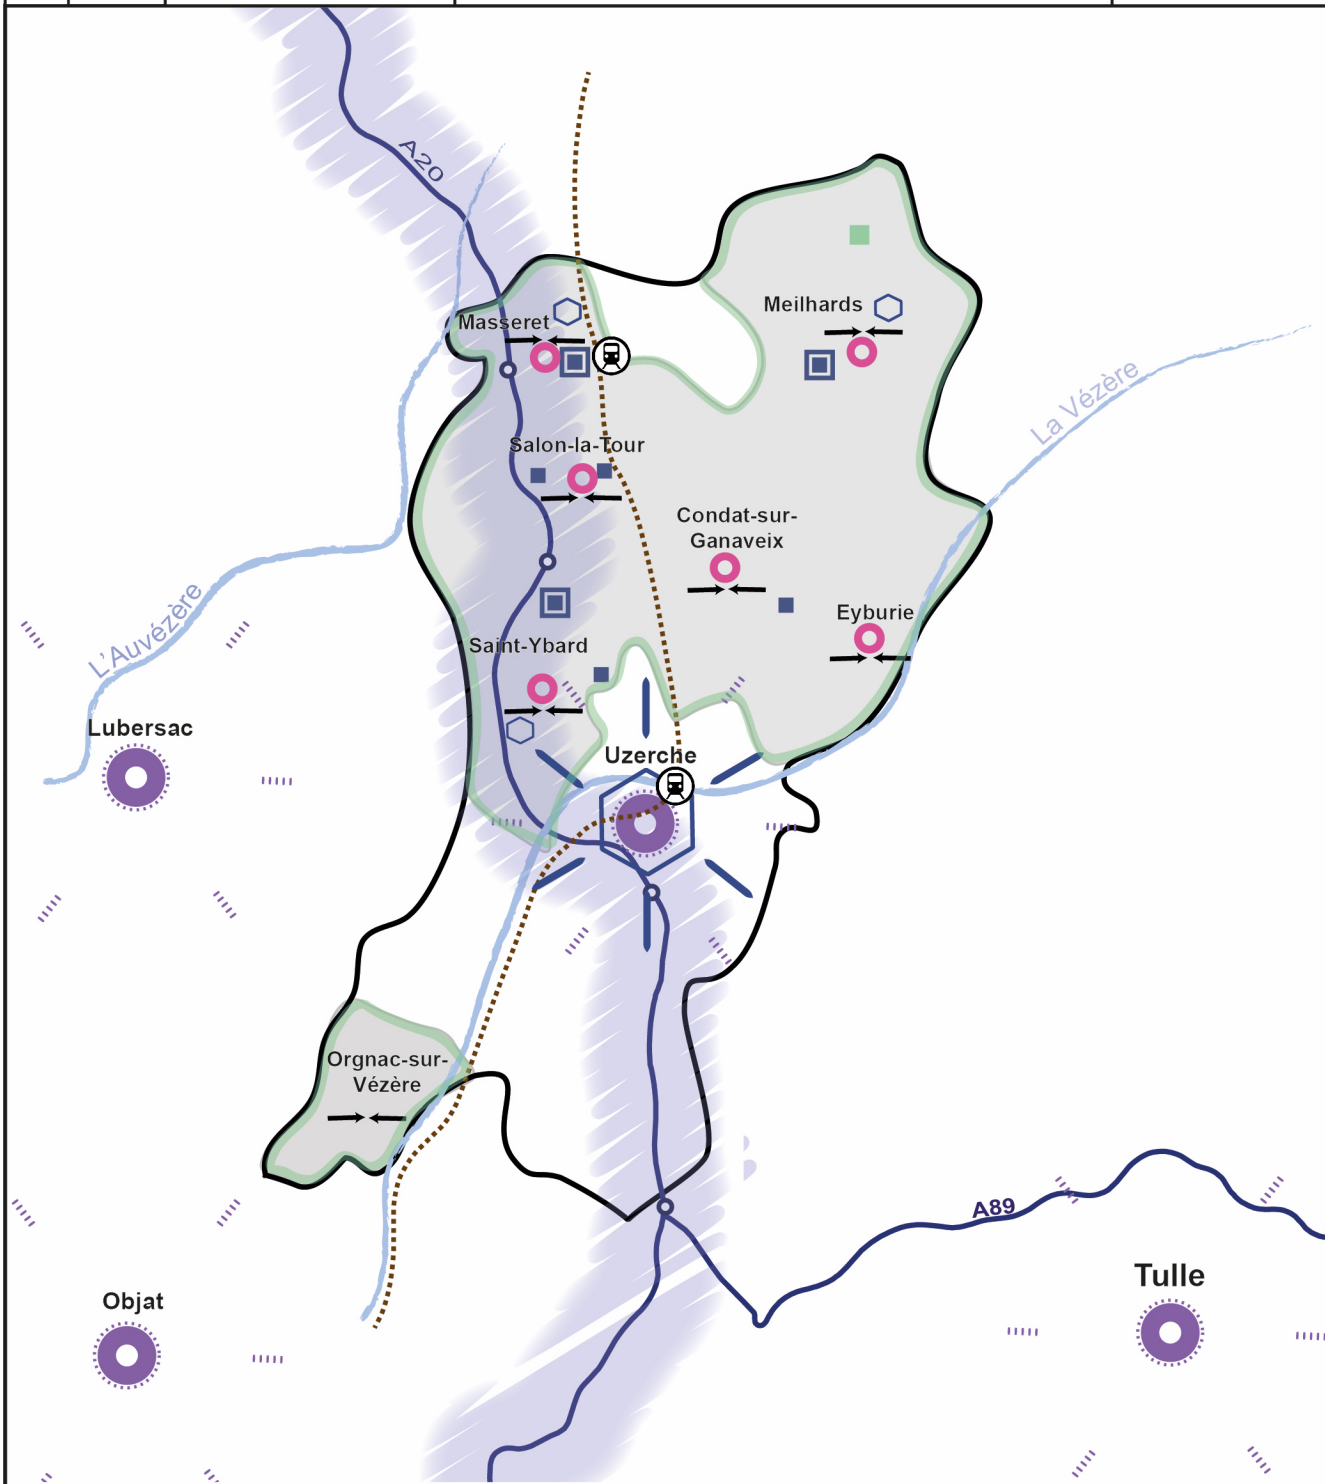 A20
Meilhards
Masseret
La Vézère
Salon-la-Tour
Condat-sur-
Ganaveix
L'Auvézère
Eyburie
Saint-Ybard
Lubersac
Uzerche
Orgnac-sur-
Vézère
A89
Tulle
Objat